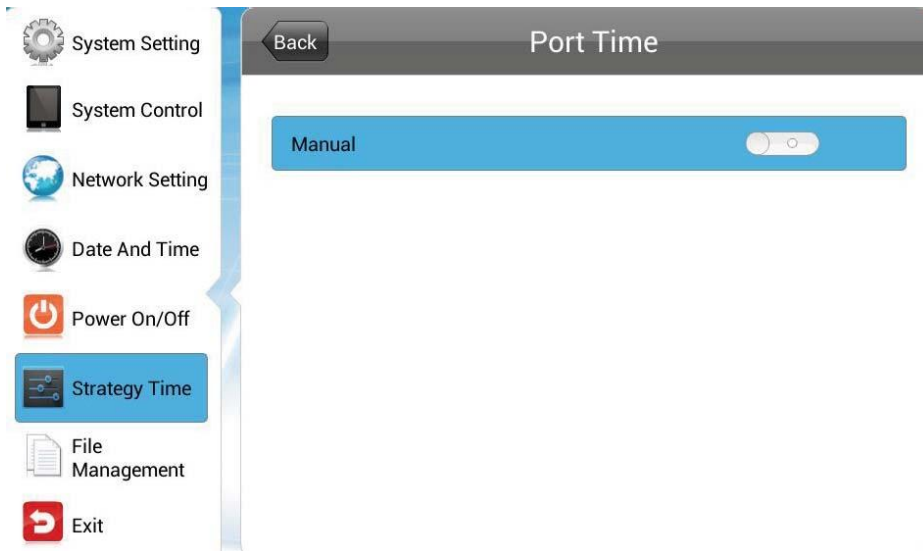 System Setting
System Control
Network Setting
Date And Time
Power On/Off
Strategy Time
File
Management
Exit
Back
Port Time
Manual